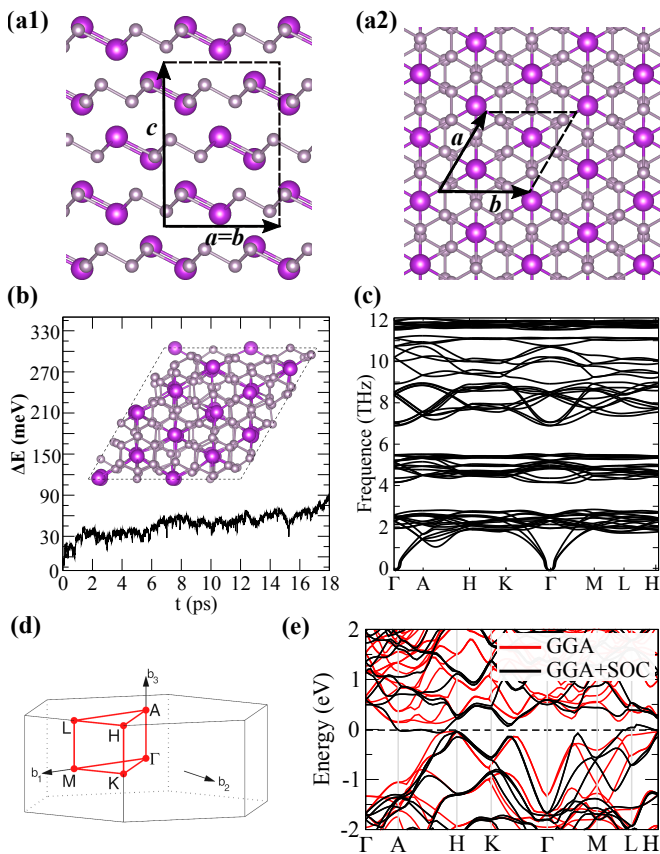 (a1)
c
a=b
(a2)
a
b
(b)
ΔE (meV)
330
270
210
150
90
30
0
0 2 4 6 8 10 12 14 16 18
t (ps)
(c)
Frequence (THz)
12
10
8
6
4
2
0
Γ A H K Γ M L H
(d)
b3
A
L
H
Γ
b1
M
K
b2
(e)
Energy (eV)
2
1
0
-1
-2
GGA
GGA+SOC
Γ A H K Γ M L H